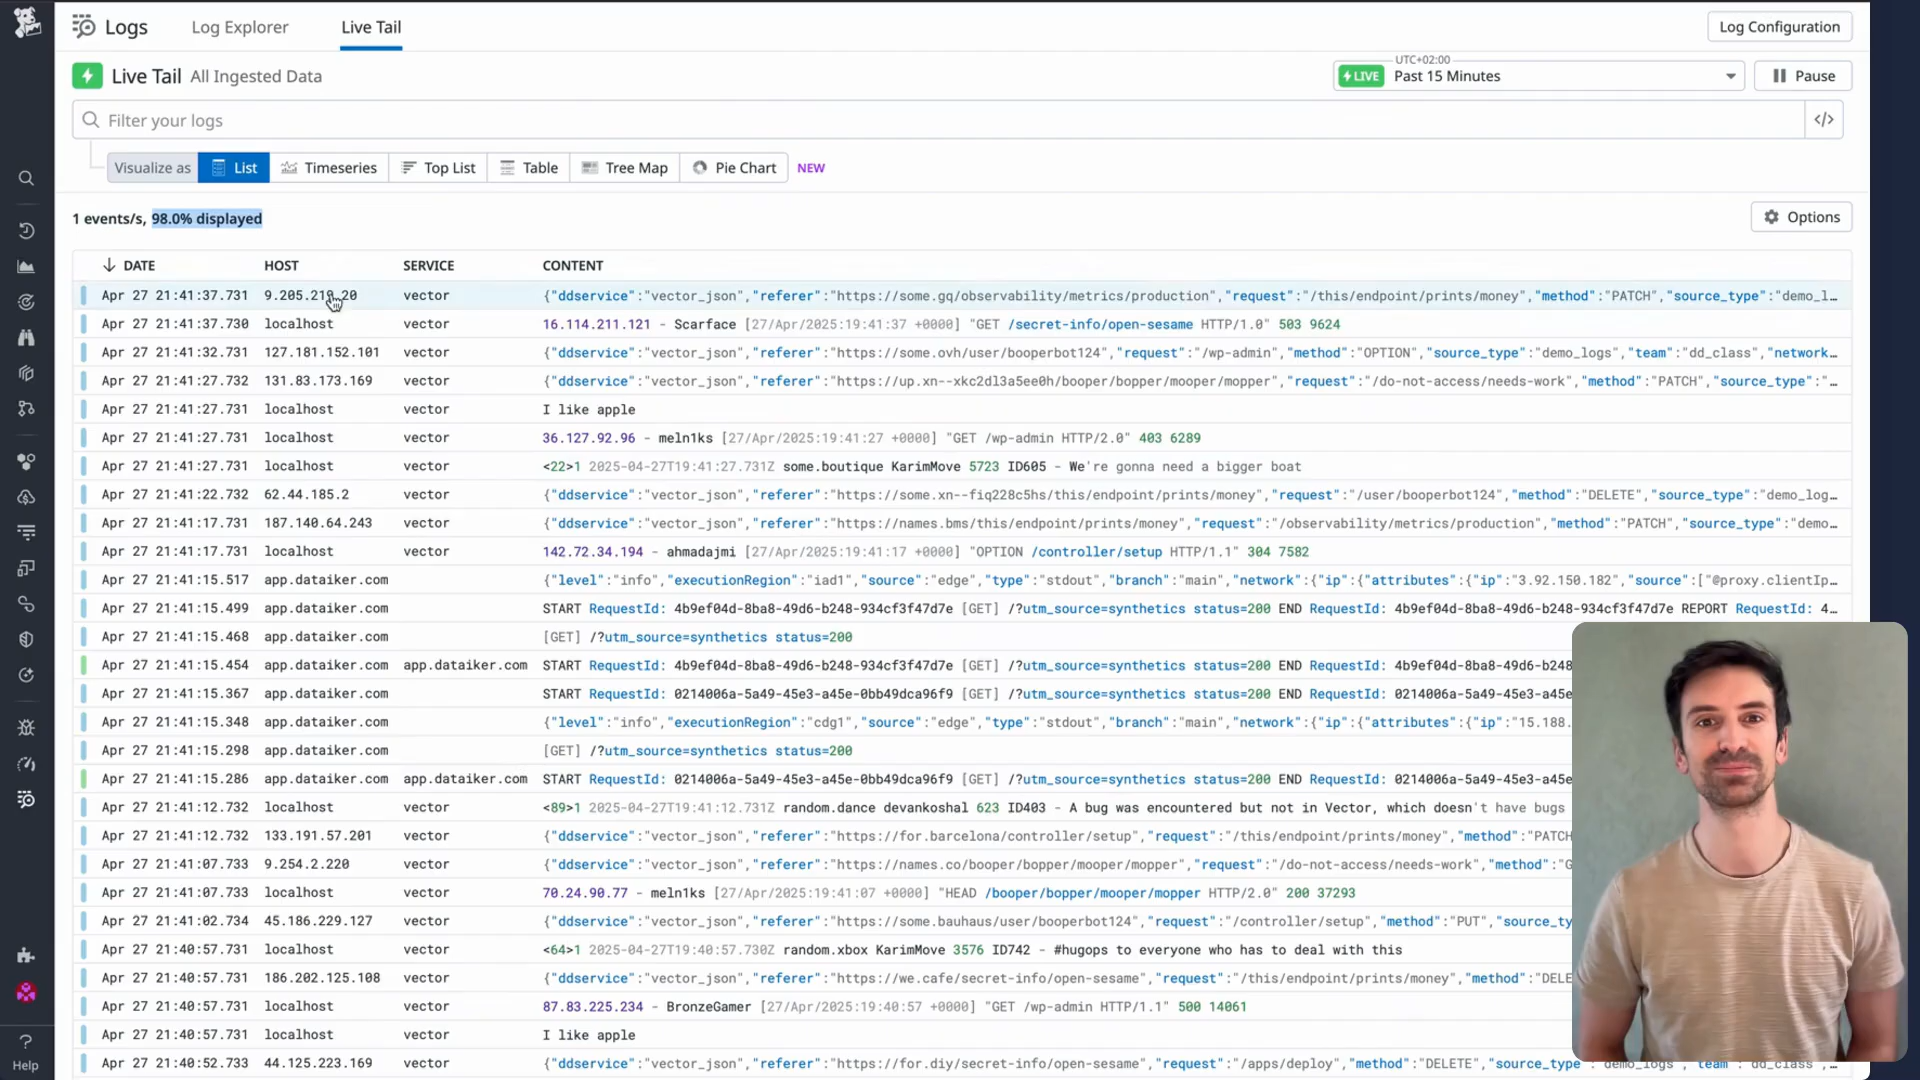 Logs Log Explorer Live Tail Log Configuration
UTC+02:00
Live Tail All Ingested Data LIVE Past 15 Minutes Pause
Filter your logs </>
Visualize as List Timeseries Top List Table Tree Map Pie Chart NEW
1 events/s, 98.0% displayed Options
DATE HOST SERVICE CONTENT
Apr 27 21:41:37.731 9.205.219.20 vector {"ddservice":"vector_json","referer":"https://some.gq/observability/metrics/production","request":"/this/endpoint/prints/money","method":"PATCH","source_type":"demo_l…
Apr 27 21:41:37.730 localhost vector 16.114.211.121 - Scarface [27/Apr/2025:19:41:37 +0000] "GET /secret-info/open-sesame HTTP/1.0" 503 9624
Apr 27 21:41:32.731 127.181.152.101 vector {"ddservice":"vector_json","referer":"https://some.ovh/user/booperbot124","request":"/wp-admin","method":"OPTION","source_type":"demo_logs","team":"dd_class","network…
Apr 27 21:41:27.732 131.83.173.169 vector {"ddservice":"vector_json","referer":"https://up.xn--xkc2dl3a5ee0h/booper/bopper/mooper/mopper","request":"/do-not-access/needs-work","method":"PATCH","source_type":"…
Apr 27 21:41:27.731 localhost vector I like apple
Apr 27 21:41:27.731 localhost vector 36.127.92.96 - meln1ks [27/Apr/2025:19:41:27 +0000] "GET /wp-admin HTTP/2.0" 403 6289
Apr 27 21:41:27.731 localhost vector <22>1 2025-04-27T19:41:27.731Z some.boutique KarimMove 5723 ID605 - We're gonna need a bigger boat
Apr 27 21:41:22.732 62.44.185.2 vector {"ddservice":"vector_json","referer":"https://some.xn--fiq228c5hs/this/endpoint/prints/money","request":"/user/booperbot124","method":"DELETE","source_type":"demo_log…
Apr 27 21:41:17.731 187.140.64.243 vector {"ddservice":"vector_json","referer":"https://names.bms/this/endpoint/prints/money","request":"/observability/metrics/production","method":"PATCH","source_type":"demo…
Apr 27 21:41:17.731 localhost vector 142.72.34.194 - ahmadajmi [27/Apr/2025:19:41:17 +0000] "OPTION /controller/setup HTTP/1.1" 304 7582
Apr 27 21:41:15.517 app.dataiker.com {"level":"info","executionRegion":"iad1","source":"edge","type":"stdout","branch":"main","network":{"ip":{"attributes":{"ip":"3.92.150.182","source":["@proxy.clientIp…
Apr 27 21:41:15.499 app.dataiker.com START RequestId: 4b9ef04d-8ba8-49d6-b248-934cf3f47d7e [GET] /?utm_source=synthetics status=200 END RequestId: 4b9ef04d-8ba8-49d6-b248-934cf3f47d7e REPORT RequestId: 4…
Apr 27 21:41:15.468 app.dataiker.com [GET] /?utm_source=synthetics status=200
Apr 27 21:41:15.454 app.dataiker.com app.dataiker.com START RequestId: 4b9ef04d-8ba8-49d6-b248-934cf3f47d7e [GET] /?utm_source=synthetics status=200 END RequestId: 4b9ef04d-8ba8-49d6-b248
Apr 27 21:41:15.367 app.dataiker.com START RequestId: 0214006a-5a49-45e3-a45e-0bb49dca96f9 [GET] /?utm_source=synthetics status=200 END RequestId: 0214006a-5a49-45e3-a45e
Apr 27 21:41:15.348 app.dataiker.com {"level":"info","executionRegion":"cdg1","source":"edge","type":"stdout","branch":"main","network":{"ip":{"attributes":{"ip":"15.188.
Apr 27 21:41:15.298 app.dataiker.com [GET] /?utm_source=synthetics status=200
Apr 27 21:41:15.286 app.dataiker.com app.dataiker.com START RequestId: 0214006a-5a49-45e3-a45e-0bb49dca96f9 [GET] /?utm_source=synthetics status=200 END RequestId: 0214006a-5a49-45e3-a45e
Apr 27 21:41:12.732 localhost vector <89>1 2025-04-27T19:41:12.731Z random.dance devankoshal 623 ID403 - A bug was encountered but not in Vector, which doesn't have bugs
Apr 27 21:41:12.732 133.191.57.201 vector {"ddservice":"vector_json","referer":"https://for.barcelona/controller/setup","request":"/this/endpoint/prints/money","method":"PATCH
Apr 27 21:41:07.733 9.254.2.220 vector {"ddservice":"vector_json","referer":"https://names.co/booper/bopper/mooper/mopper","request":"/do-not-access/needs-work","method":"G
Apr 27 21:41:07.733 localhost vector 70.24.90.77 - meln1ks [27/Apr/2025:19:41:07 +0000] "HEAD /booper/bopper/mooper/mopper HTTP/2.0" 200 37293
Apr 27 21:41:02.734 45.186.229.127 vector {"ddservice":"vector_json","referer":"https://some.bauhaus/user/booperbot124","request":"/controller/setup","method":"PUT","source_ty
Apr 27 21:40:57.731 localhost vector <64>1 2025-04-27T19:40:57.730Z random.xbox KarimMove 3576 ID742 - #hugops to everyone who has to deal with this
Apr 27 21:40:57.731 186.202.125.108 vector {"ddservice":"vector_json","referer":"https://we.cafe/secret-info/open-sesame","request":"/this/endpoint/prints/money","method":"DELE
Apr 27 21:40:57.731 localhost vector 87.83.225.234 - BronzeGamer [27/Apr/2025:19:40:57 +0000] "GET /wp-admin HTTP/1.1" 500 14061
Apr 27 21:40:57.731 localhost vector I like apple
Apr 27 21:40:52.733 44.125.223.169 vector {"ddservice":"vector_json","referer":"https://for.diy/secret-info/open-sesame","request":"/apps/deploy","method":"DELETE","source_type":"demo_logs","team":"dd_class",…
Help